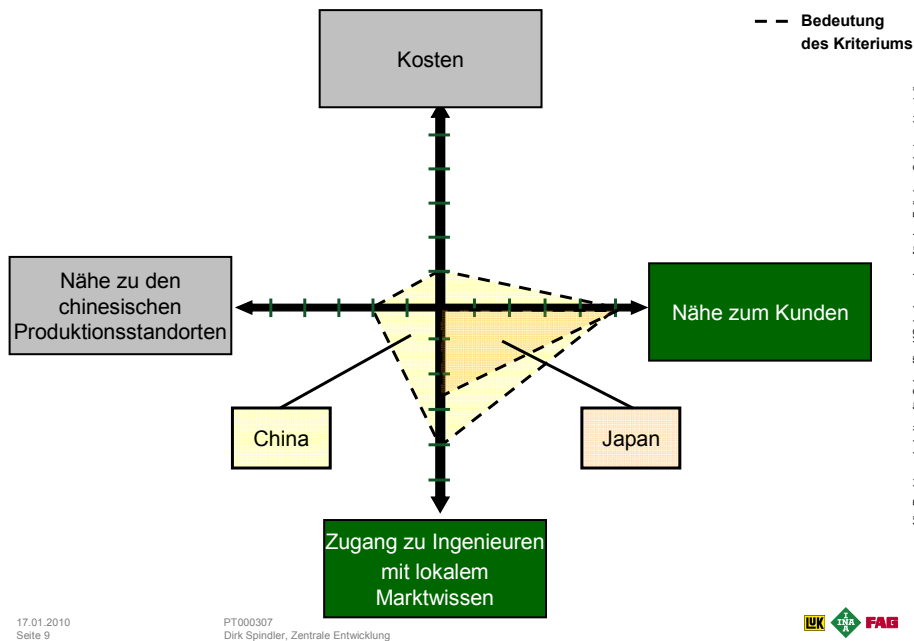 Bedeutung
des Kriteriums
Kosten
Nähe zu den
chinesischen
Produktionsstandorten
Nähe zum Kunden
China
Japan
Zugang zu Ingenieuren
mit lokalem
Marktwissen
17.01.2010
Seite 9
PT000307
Dirk Spindler, Zentrale Entwicklung
LUK
INA
FAG